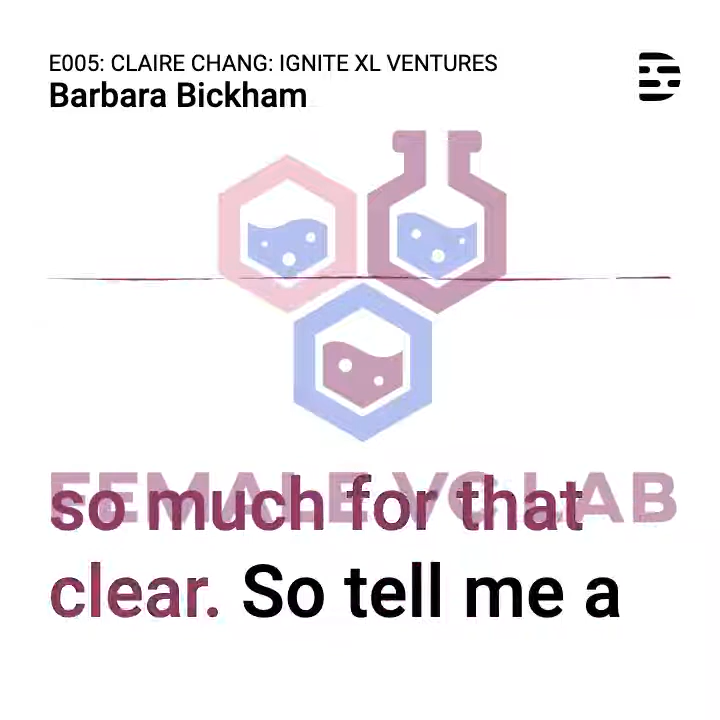 E005: CLAIRE CHANG: IGNITE XL VENTURES
Barbara Bickham
FEMALE VC LAB
so much for that
clear. So tell me a